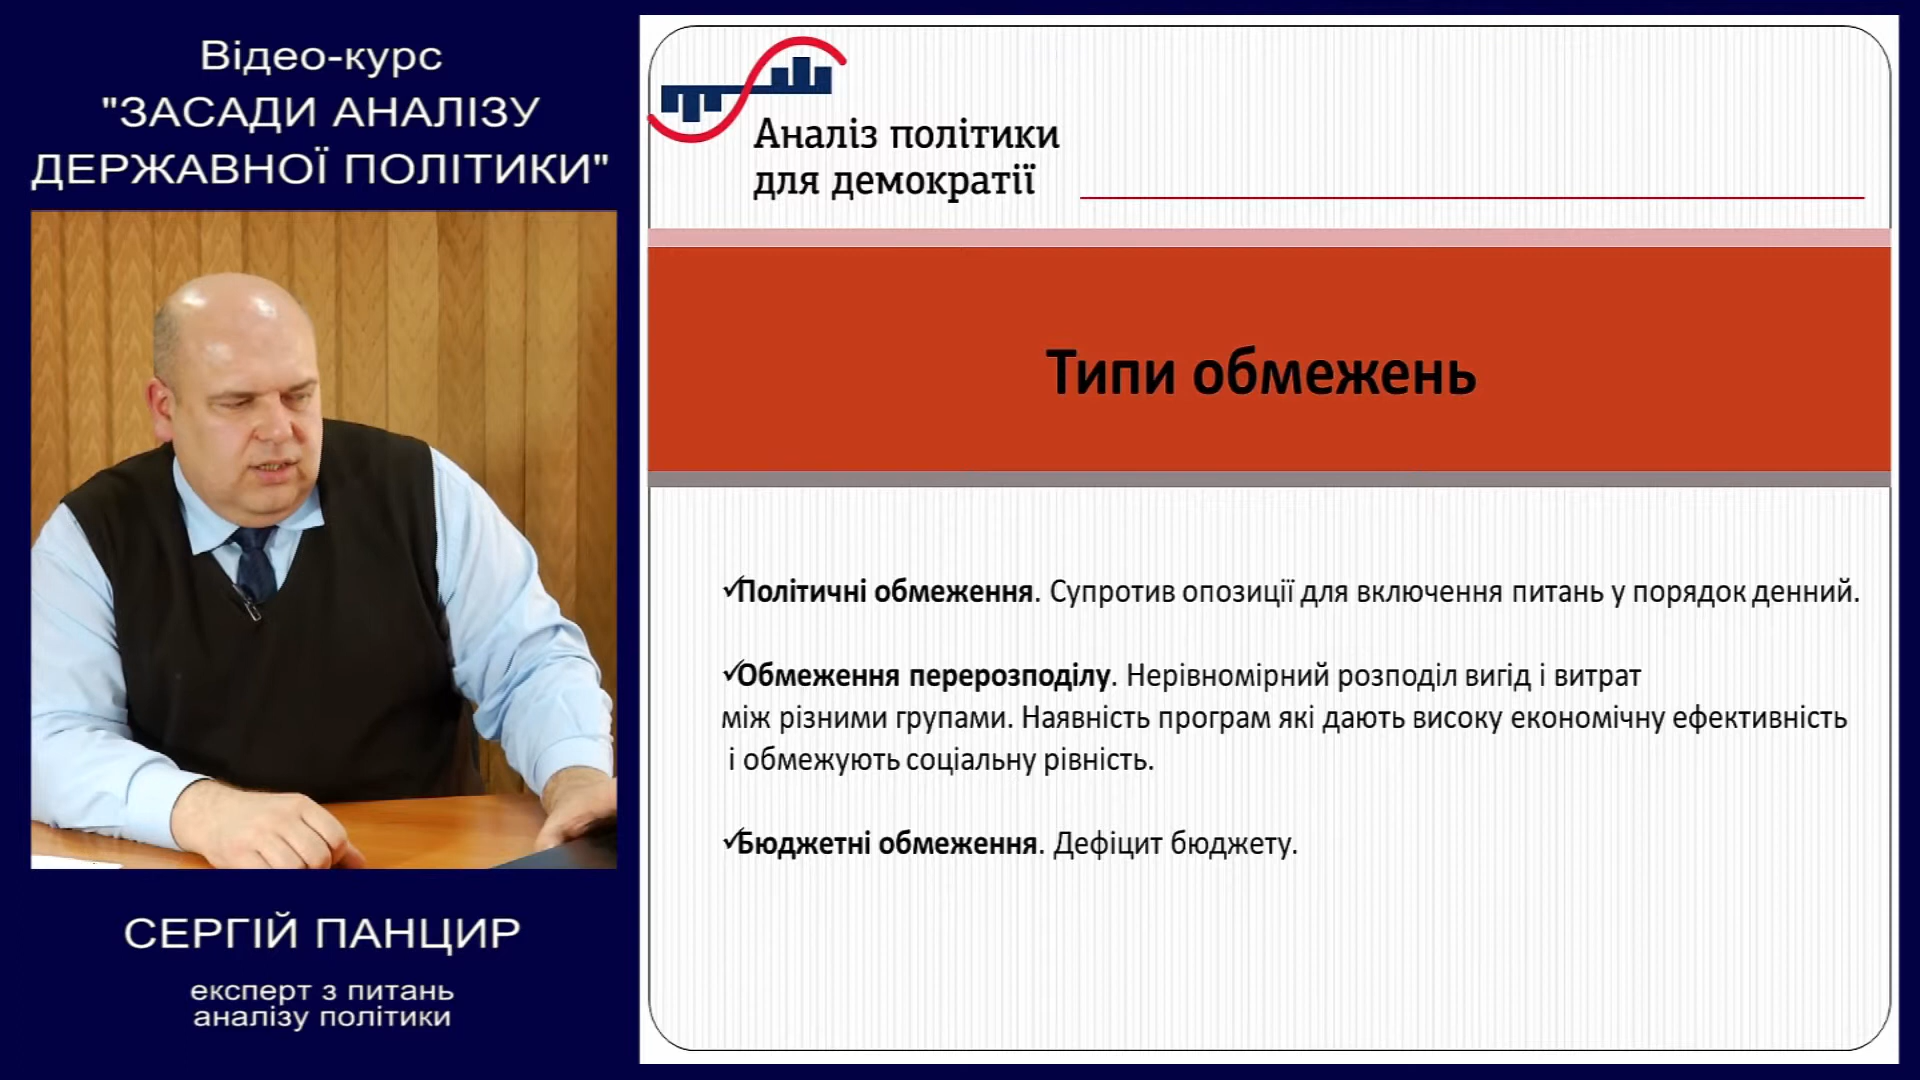 Відео-курс
"ЗАСАДИ АНАЛІЗУ
ДЕРЖАВНОЇ ПОЛІТИКИ"
СЕРГІЙ ПАНЦИР
експерт з питань
аналізу політики
Аналіз політики
для демократії
Типи обмежень
✓Політичні обмеження. Супротив опозиції для включення питань у порядок денний.
✓Обмеження перерозподілу. Нерівномірний розподіл вигід і витрат
між різними групами. Наявність програм які дають високу економічну ефективність
і обмежують соціальну рівність.
✓Бюджетні обмеження. Дефіцит бюджету.